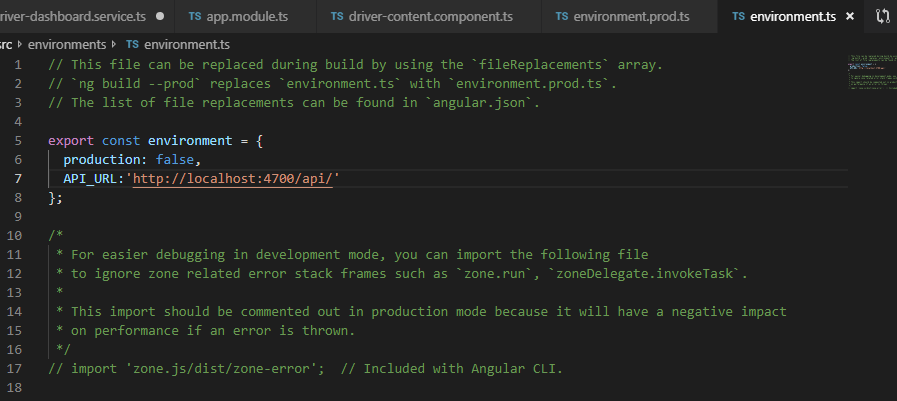 river-dashboard.service.ts
TS app.module.ts
TS driver-content.component.ts
TS environment.prod.ts
TS environment.ts
src environments TS environment.ts
1 // This file can be replaced during build by using the `fileReplacements` array.
2 // `ng build --prod` replaces `environment.ts` with `environment.prod.ts`.
3 // The list of file replacements can be found in `angular.json`.
4
5 export const environment = {
6 production: false,
7 API_URL:'http://localhost:4700/api/'
8 };
9
10 /*
11 * For easier debugging in development mode, you can import the following file
12 * to ignore zone related error stack frames such as `zone.run`, `zoneDelegate.invokeTask`.
13 *
14 * This import should be commented out in production mode because it will have a negative impact
15 * on performance if an error is thrown.
16 */
17 // import 'zone.js/dist/zone-error';  // Included with Angular CLI.
18